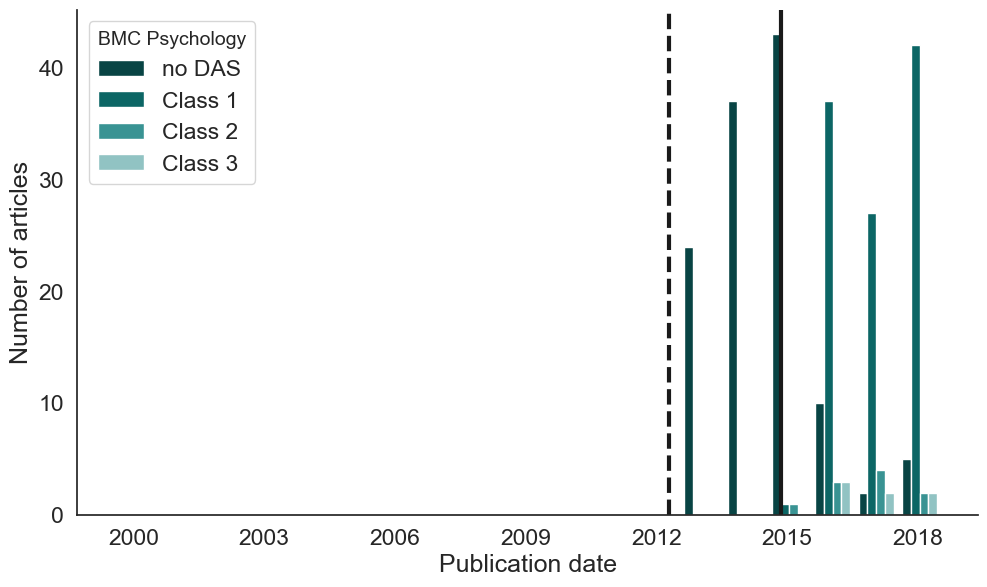 BMC Psychology
no DAS
Class 1
Class 2
Class 3
Number of articles
40
30
20
10
0
2000 2003 2006 2009 2012 2015 2018
Publication date